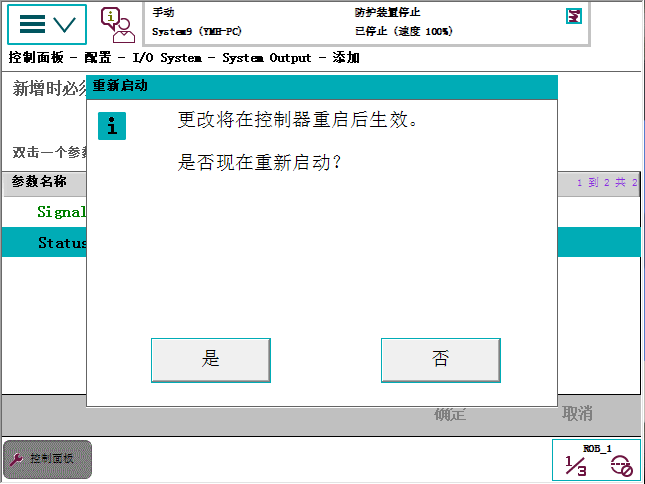 手动
防护装置停止
System9 (YMH-PC)
已停止 (速度 100%)
控制面板 - 配置 - I/O System - System Output - 添加
新增时必须
重新启动
更改将在控制器重启后生效。
双击一个参数
是否现在重新启动?
参数名称
1 到 2 共 2
Signal
Status
是
否
确定
取消
控制面板
ROB_1
1/3